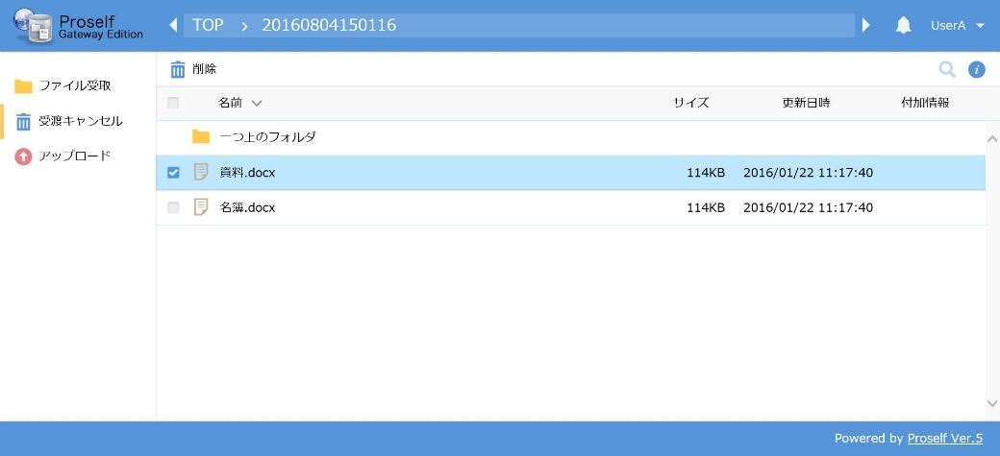 Proself
Gateway Edition
TOP > 20160804150116
UserA
ファイル受取
受渡キャンセル
アップロード
削除
名前 サイズ 更新日時 付加情報
一つ上のフォルダ
資料.docx 114KB 2016/01/22 11:17:40
名簿.docx 114KB 2016/01/22 11:17:40
Powered by Proself Ver.5